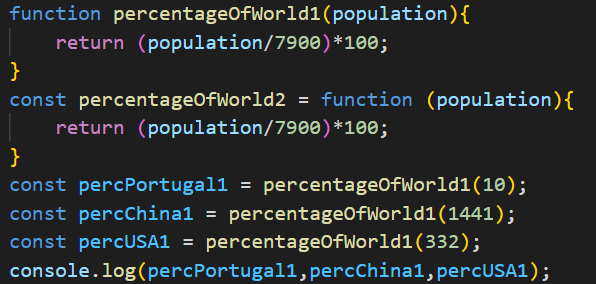 function percentageOfWorld1(population){
    return (population/7900)*100;
}
const percentageOfWorld2 = function (population){
    return (population/7900)*100;
}
const percPortugal1 = percentageOfWorld1(10);
const percChina1 = percentageOfWorld1(1441);
const percUSA1 = percentageOfWorld1(332);
console.log(percPortugal1,percChina1,percUSA1);